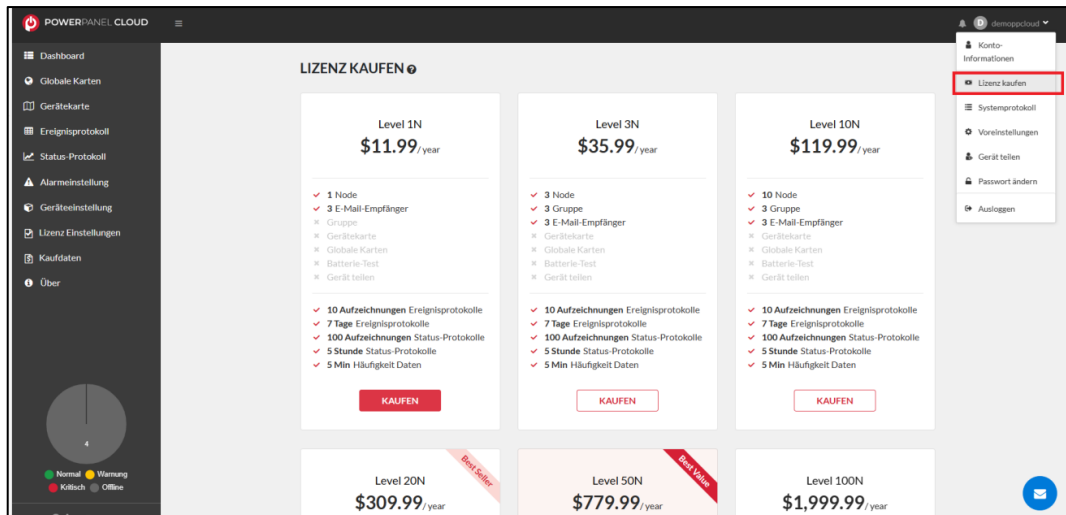 POWERPANEL CLOUD
D demoppcloud
Dashboard
Globale Karten
Gerätekarte
Ereignisprotokoll
Status-Protokoll
Alarmeinstellung
Geräteeinstellung
Lizenz Einstellungen
Kaufdaten
Über
4
Normal Warnung
Kritisch Offline
LIZENZ KAUFEN
Level 1N
$11.99/year
1 Node
3 E-Mail-Empfänger
Gruppe
Gerätekarte
Globale Karten
Batterie-Test
Gerät teilen
10 Aufzeichnungen Ereignisprotokolle
7 Tage Ereignisprotokolle
100 Aufzeichnungen Status-Protokolle
5 Stunde Status-Protokolle
5 Min Häufigkeit Daten
KAUFEN
Level 3N
$35.99/year
3 Node
3 Gruppe
3 E-Mail-Empfänger
Gerätekarte
Globale Karten
Batterie-Test
Gerät teilen
10 Aufzeichnungen Ereignisprotokolle
7 Tage Ereignisprotokolle
100 Aufzeichnungen Status-Protokolle
5 Stunde Status-Protokolle
5 Min Häufigkeit Daten
KAUFEN
Level 10N
$119.99/year
10 Node
3 Gruppe
3 E-Mail-Empfänger
Gerätekarte
Globale Karten
Batterie-Test
Gerät teilen
10 Aufzeichnungen Ereignisprotokolle
7 Tage Ereignisprotokolle
100 Aufzeichnungen Status-Protokolle
5 Stunde Status-Protokolle
5 Min Häufigkeit Daten
KAUFEN
Best Seller
Level 20N
$309.99/year
Best Value
Level 50N
$779.99/year
Level 100N
$1,999.99/year
Konto-
Informationen
Lizenz kaufen
Systemprotokoll
Voreinstellungen
Gerät teilen
Passwort ändern
Ausloggen